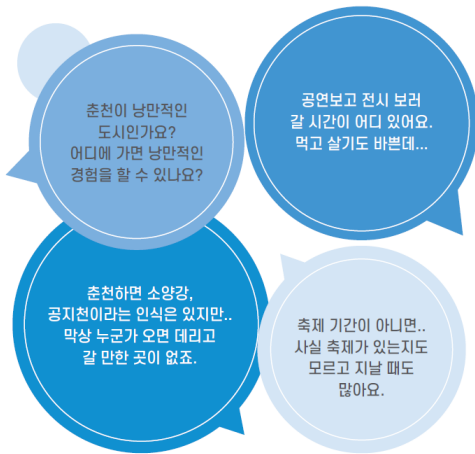 춘천이 낭만적인
도시인가요?
어디에 가면 낭만적인
경험을 할 수 있나요?
공연보고 전시 보러
갈 시간이 어디 있어요.
먹고 살기도 바쁜데...
춘천하면 소양강,
공지천이라는 인식은 있지만..
막상 누군가 오면 데리고
갈 만한 곳이 없죠.
축제 기간이 아니면..
사실 축제가 있는지도
모르고 지날 때도
많아요.